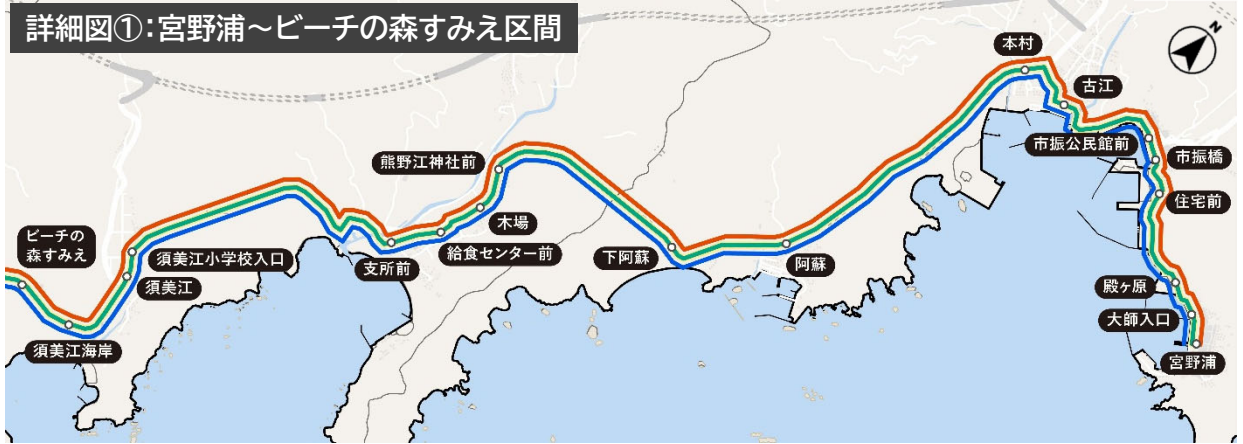 詳細図①：宮野浦～ビーチの森すみえ区間
N
本村
古江
市振公民館前
市振橋
住宅前
殿ヶ原
大師入口
宮野浦
阿蘇
下阿蘇
熊野江神社前
木場
給食センター前
支所前
須美江小学校入口
須美江
須美江海岸
ビーチの
森すみえ